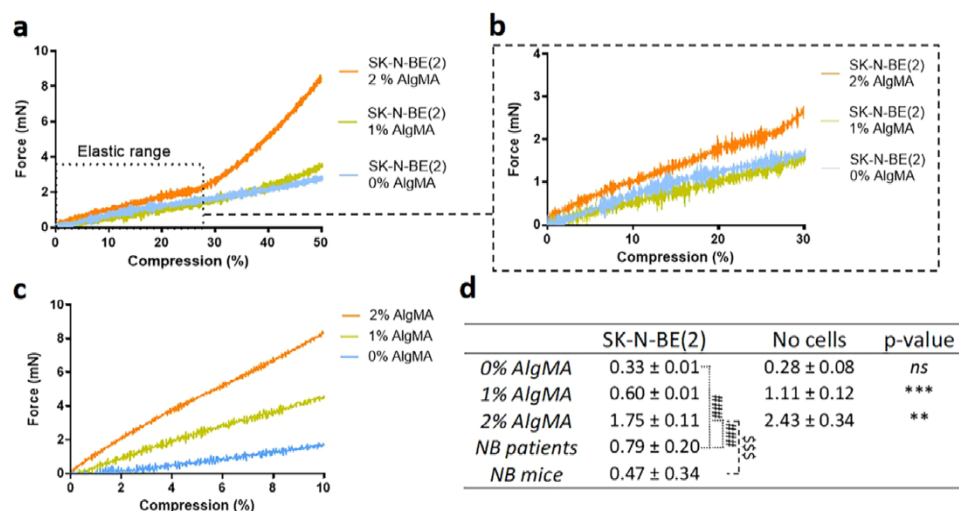 a
b
10
8
6
4
2
0
Force (mN)
Elastic range
0 10 20 30 40 50
Compression (%)
SK-N-BE(2)
2 % AlgMA
SK-N-BE(2)
1% AlgMA
SK-N-BE(2)
0% AlgMA
4
3
2
1
0
Force (mN)
0 10 20 30
Compression (%)
SK-N-BE(2)
2% AlgMA
SK-N-BE(2)
1% AlgMA
SK-N-BE(2)
0% AlgMA
c
10
8
6
4
2
0
Force (mN)
0 2 4 6 8 10
Compression (%)
2% AlgMA
1% AlgMA
0% AlgMA
d
SK-N-BE(2) No cells p-value
0% AlgMA 0.33 ± 0.01 0.28 ± 0.08 ns
1% AlgMA 0.60 ± 0.01 1.11 ± 0.12 ***
2% AlgMA 1.75 ± 0.11 2.43 ± 0.34 **
NB patients 0.79 ± 0.20
NB mice 0.47 ± 0.34